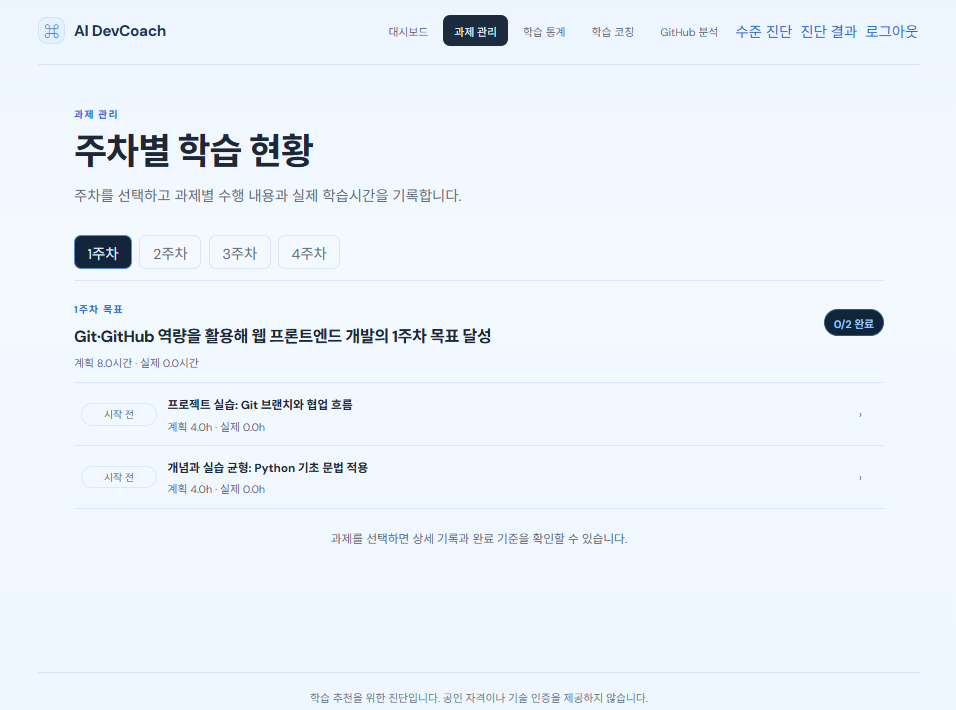 ⌘ AI DevCoach 대시보드 과제 관리 학습 통계 학습 코칭 GitHub 분석 수준 진단 진단 결과 로그아웃
과제 관리
주차별 학습 현황
주차를 선택하고 과제별 수행 내용과 실제 학습시간을 기록합니다.
1주차 2주차 3주차 4주차
1주차 목표
Git·GitHub 역량을 활용해 웹 프론트엔드 개발의 1주차 목표 달성
0/2 완료
계획 8.0시간 · 실제 0.0시간
시작 전
프로젝트 실습: Git 브랜치와 협업 흐름
계획 4.0h · 실제 0.0h
›
시작 전
개념과 실습 균형: Python 기초 문법 적용
계획 4.0h · 실제 0.0h
›
과제를 선택하면 상세 기록과 완료 기준을 확인할 수 있습니다.
학습 추천을 위한 진단입니다. 공인 자격이나 기술 인증을 제공하지 않습니다.